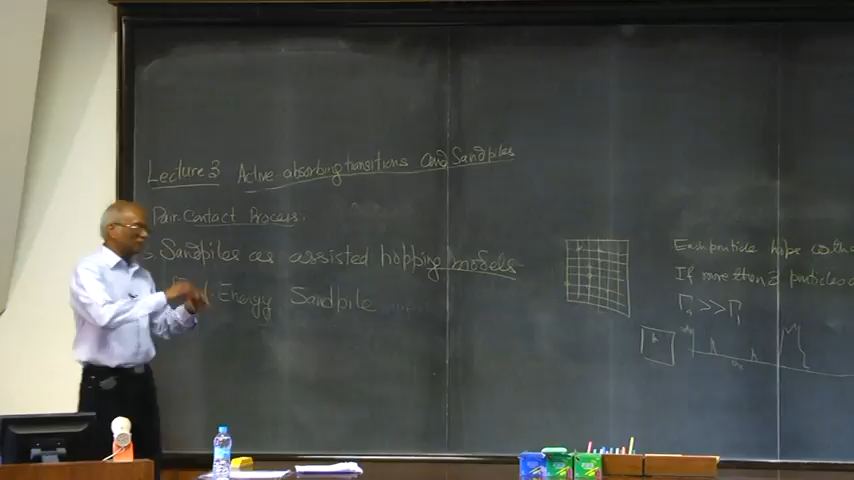 Lecture 3 Active absorbing transitions and Sandpiles
Pair Contact Process.
Sandpiles as assisted hopping models
Energy Sandpile
Each particle hops with
If more than 2 particles
Γ₂ >> Γ₁